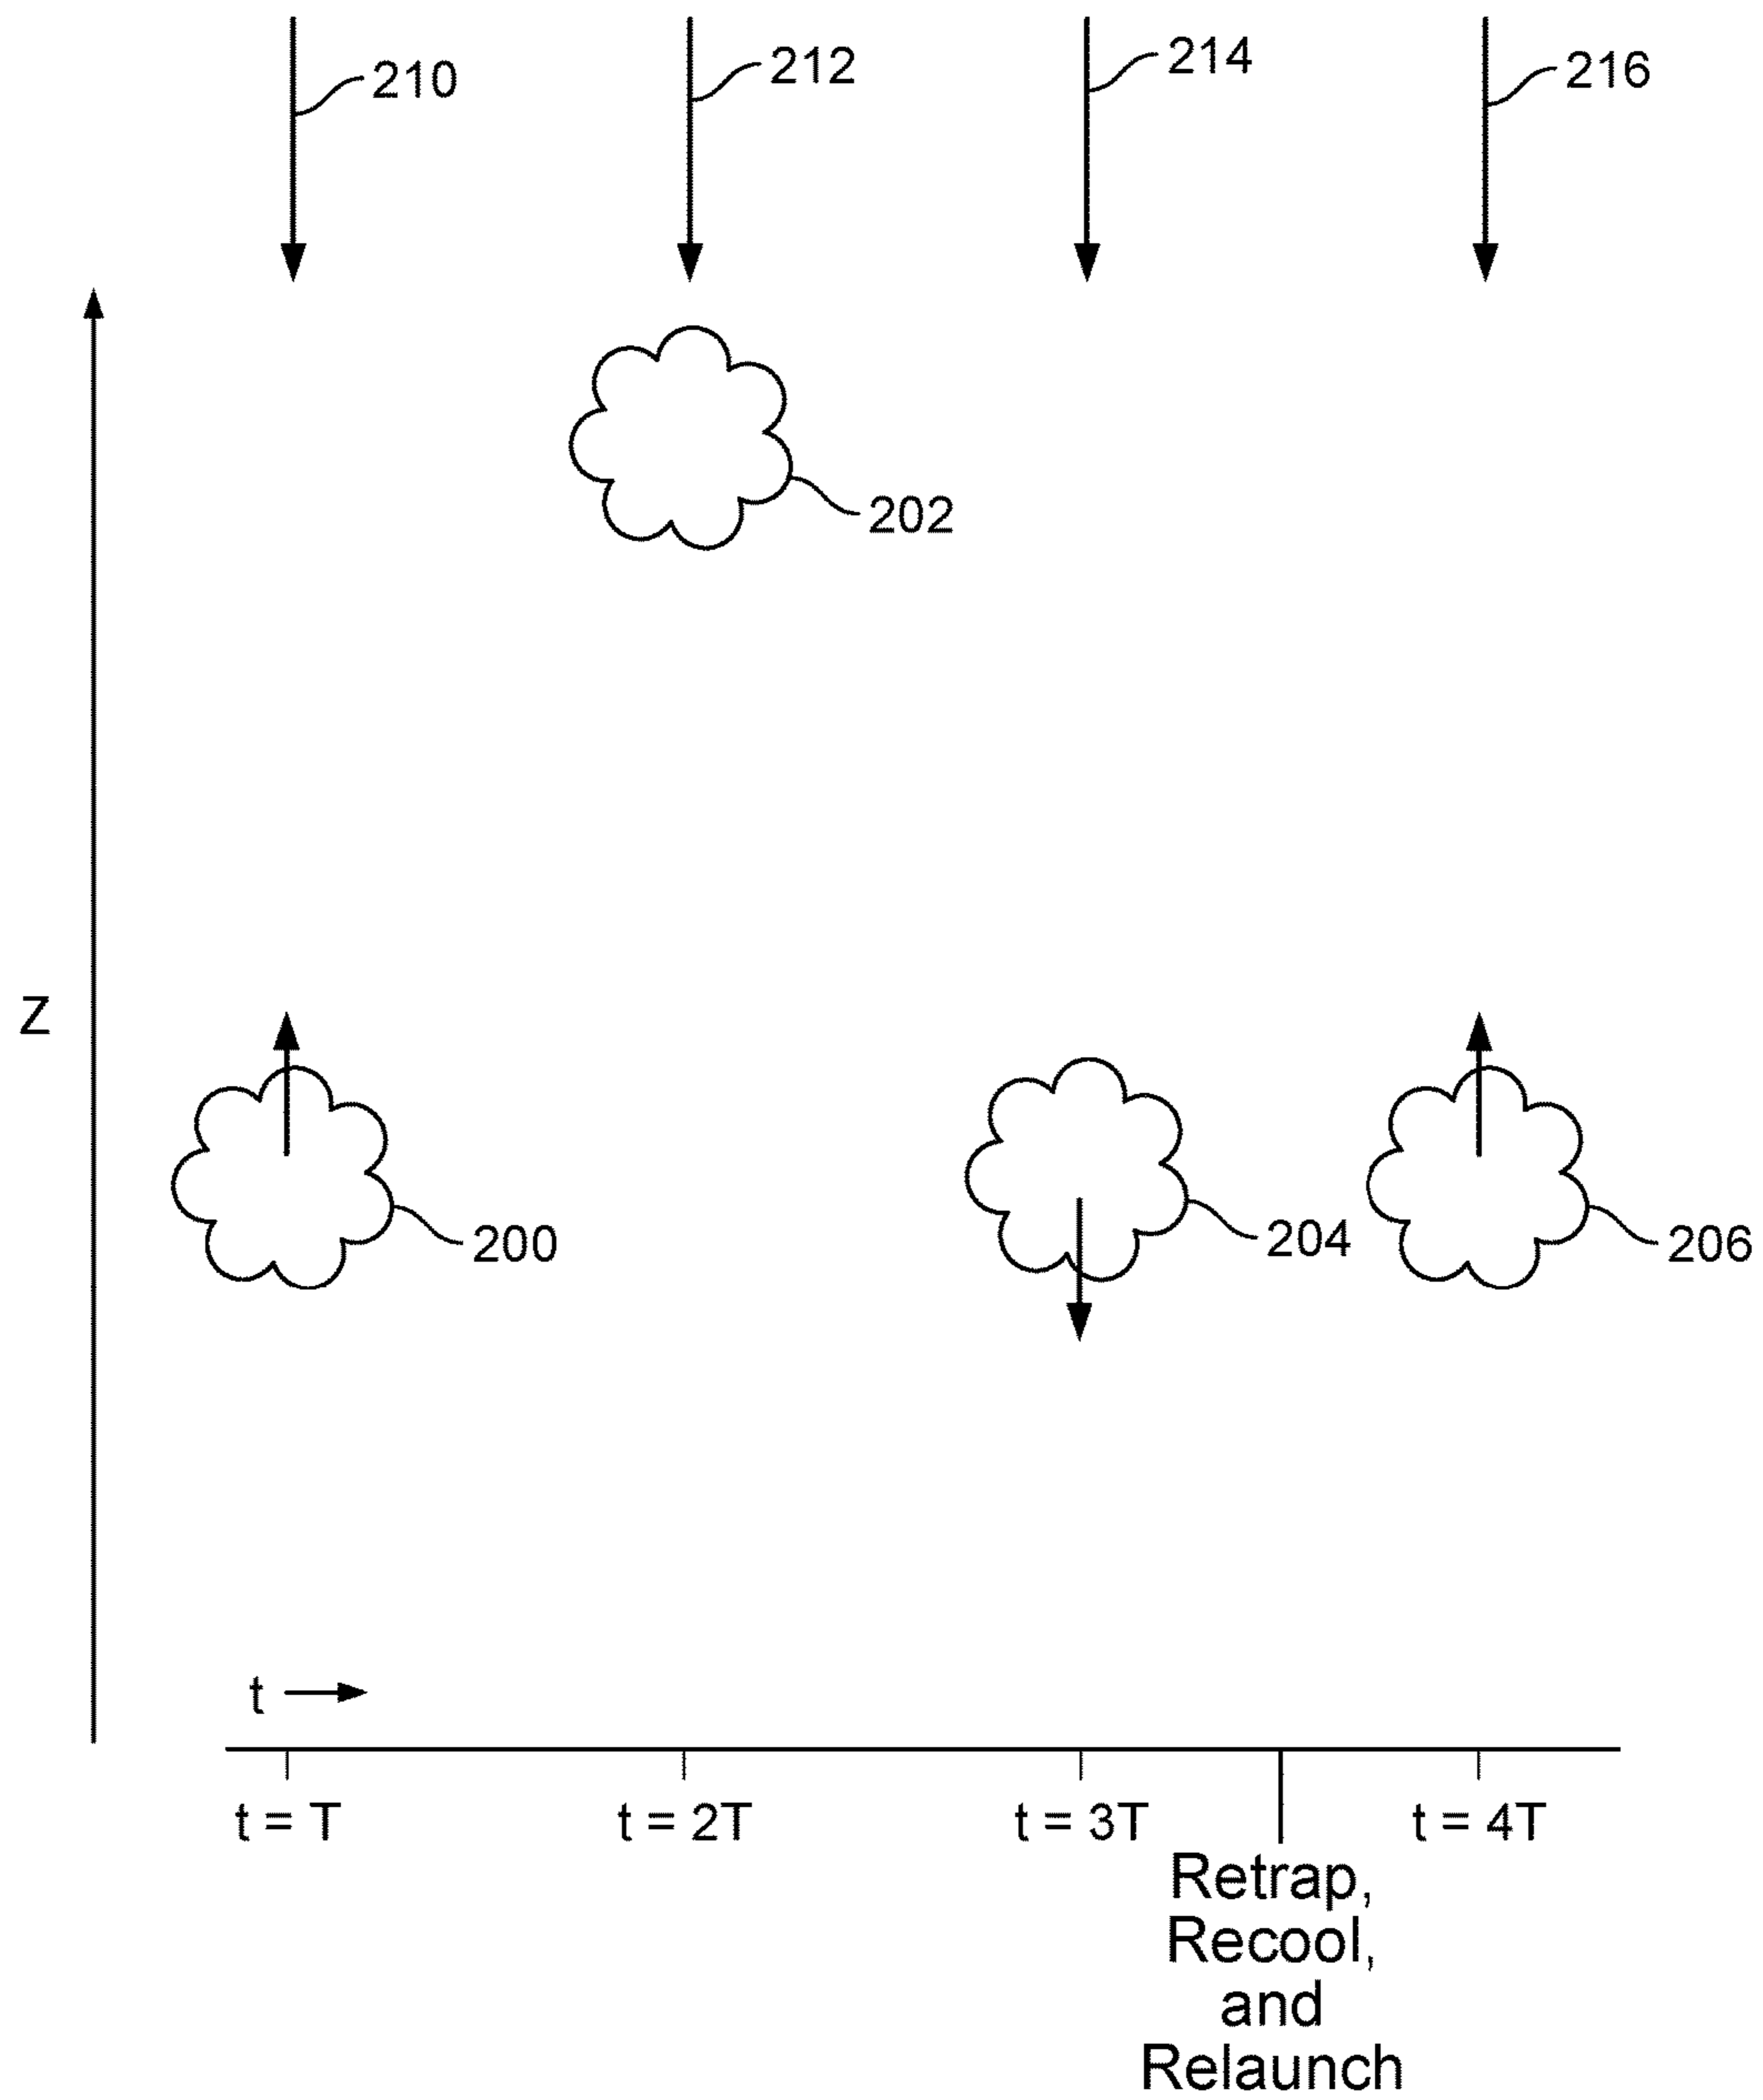 210
212
214
216
202
Z
200
204
206
t
t = T
t = 2T
t = 3T
t = 4T
Retrap,
Recool,
and
Relaunch